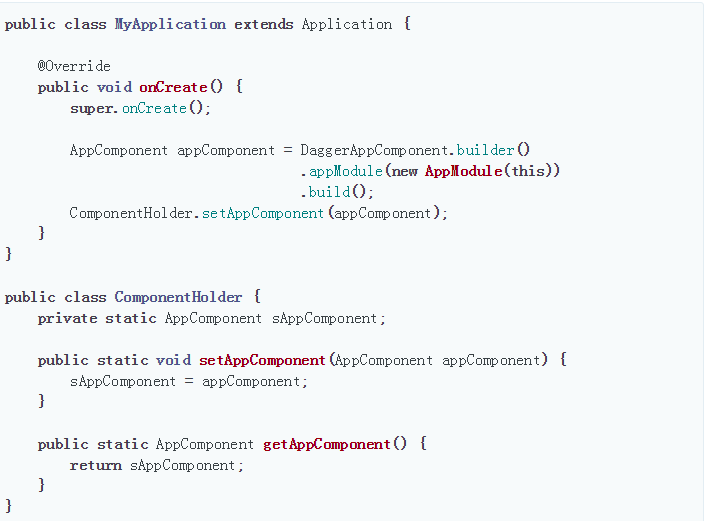 public class MyApplication extends Application {
@Override
public void onCreate() {
super.onCreate();
AppComponent appComponent = DaggerAppComponent.builder()
.appModule(new AppModule(this))
.build();
ComponentHolder.setAppComponent(appComponent);
}
}
public class ComponentHolder {
private static AppComponent sAppComponent;
public static void setAppComponent(AppComponent appComponent) {
sAppComponent = appComponent;
}
public static AppComponent getAppComponent() {
return sAppComponent;
}
}